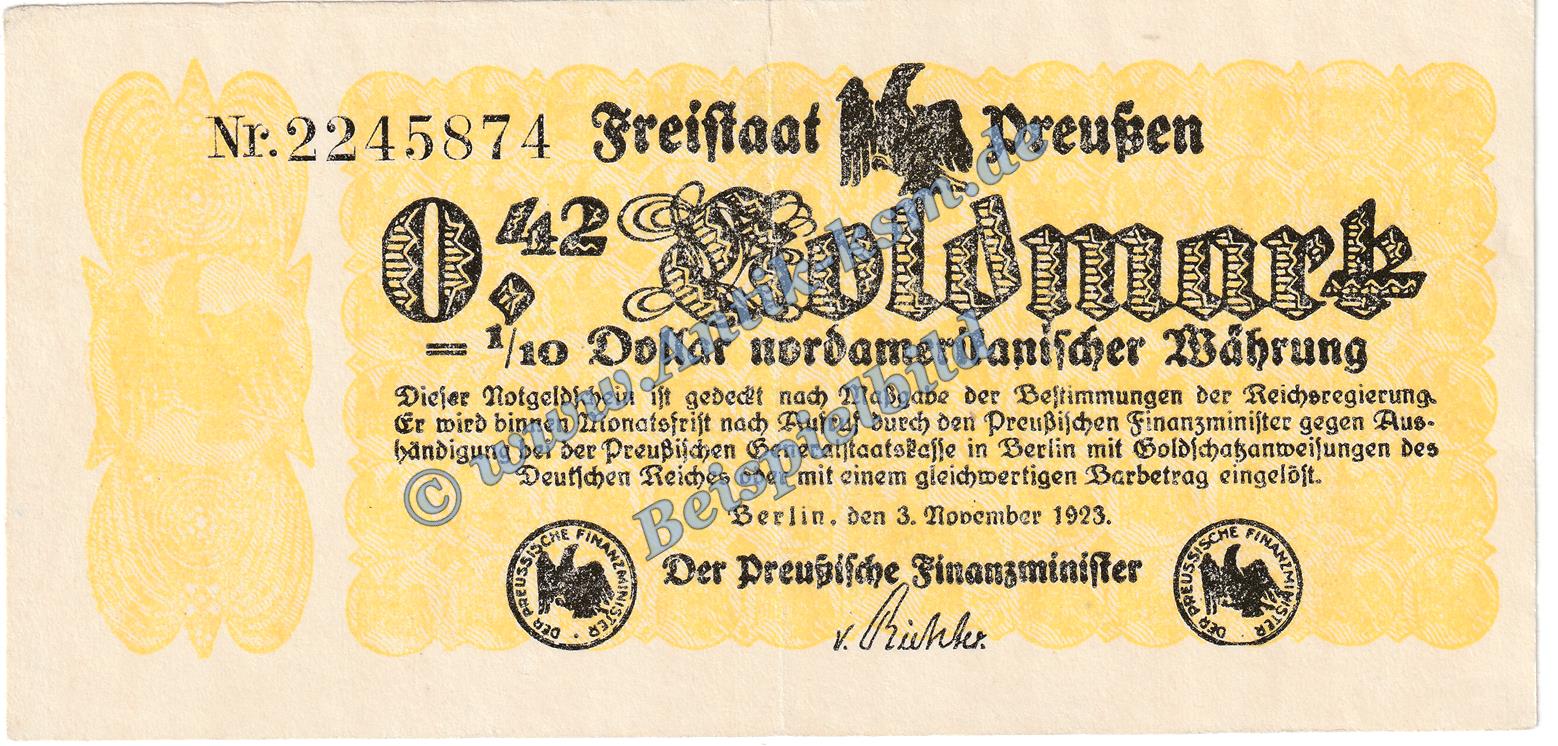 Nr. 2245874
Freistaat Preußen
0,42 Goldmark
= 1/10 Dollar nordamerikanischer Währung
Dieser Notgeldschein ist gedeckt nach Maßgabe der Bestimmungen der Reichsregierung.
Er wird binnen Monatsfrist nach Aufruf durch den Preußischen Finanzminister gegen Aus-
händigung bei der Preußischen Generalstaatskasse in Berlin mit Goldschatzanweisungen des
Deutschen Reiches oder mit einem gleichwertigen Barbetrag eingelöst.
Berlin, den 3. November 1923.
Der Preußische Finanzminister
v. Richter.
DER PREUSSISCHE FINANZMINISTER
DER PREUSSISCHE FINANZMINISTER
© www.Antik-ksm.de
Beispielbild